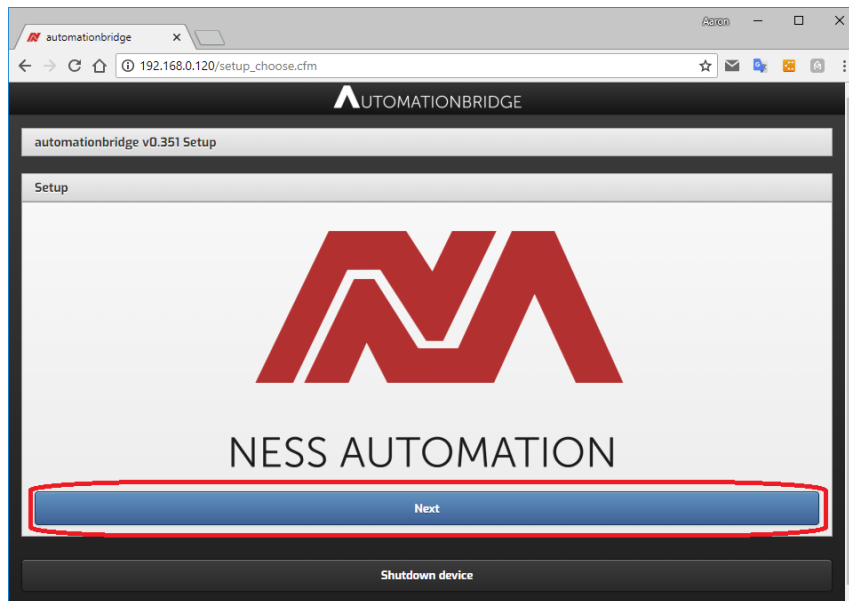 Aaron
automationbridge
192.168.0.120/setup_choose.cfm
AUTOMATIONBRIDGE
automationbridge v0.351 Setup
Setup
NESS AUTOMATION
Next
Shutdown device